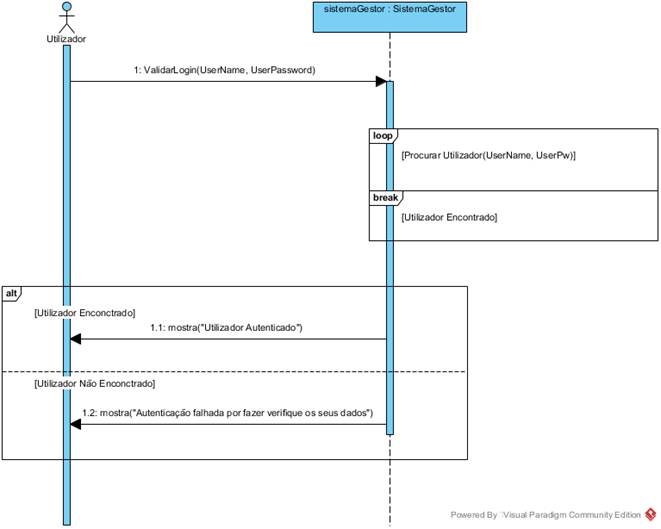 sistemaGestor : SistemaGestor
Utilizador
1: ValidarLogin(UserName, UserPassword)
loop
[Procurar Utilizador(UserName, UserPw)]
break
[Utilizador Encontrado]
alt
[Utilizador Enconctrado]
1.1: mostra("Utilizador Autenticado")
[Utilizador Não Enconctrado]
1.2: mostra("Autenticação falhada por fazer verifique os seus dados")
Powered By Visual Paradigm Community Edition